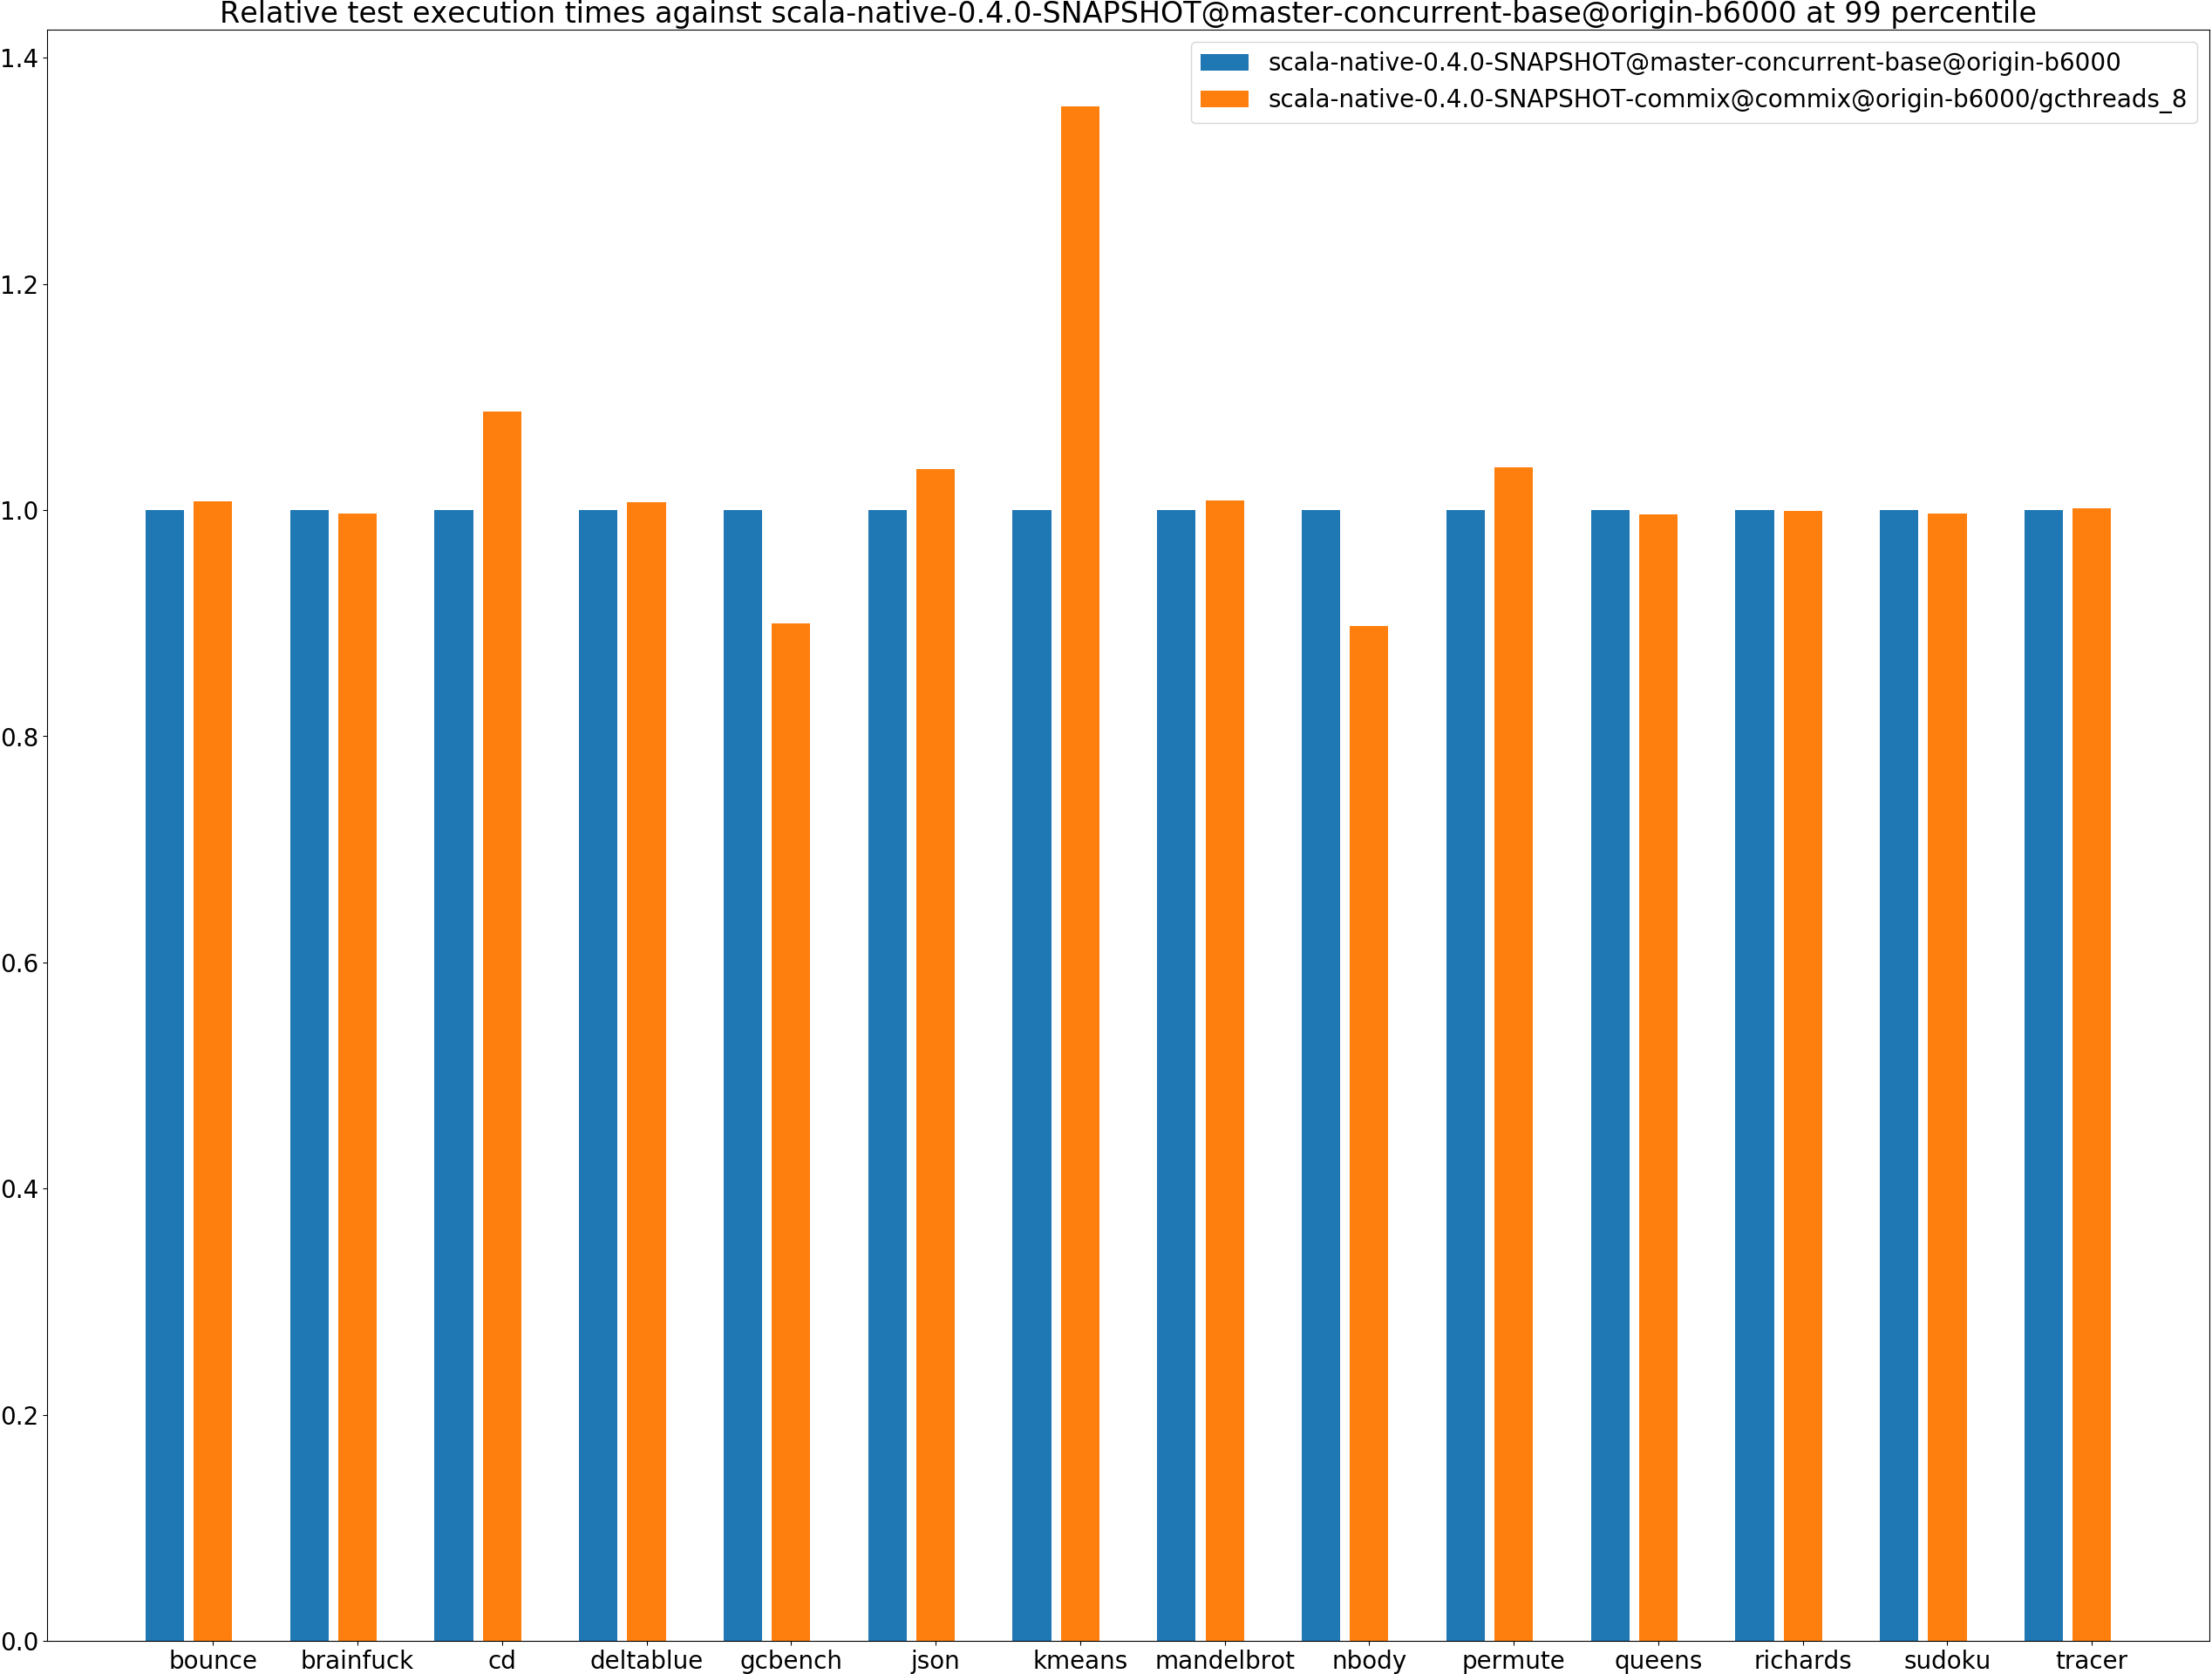 Relative test execution times against scala-native-0.4.0-SNAPSHOT@master-concurrent-base@origin-b6000 at 99 percentile
scala-native-0.4.0-SNAPSHOT@master-concurrent-base@origin-b6000
scala-native-0.4.0-SNAPSHOT-commix@commix@origin-b6000/gcthreads_8
1.4
1.2
1.0
0.8
0.6
0.4
0.2
0.0
bounce brainfuck cd deltablue gcbench json kmeans mandelbrot nbody permute queens richards sudoku tracer